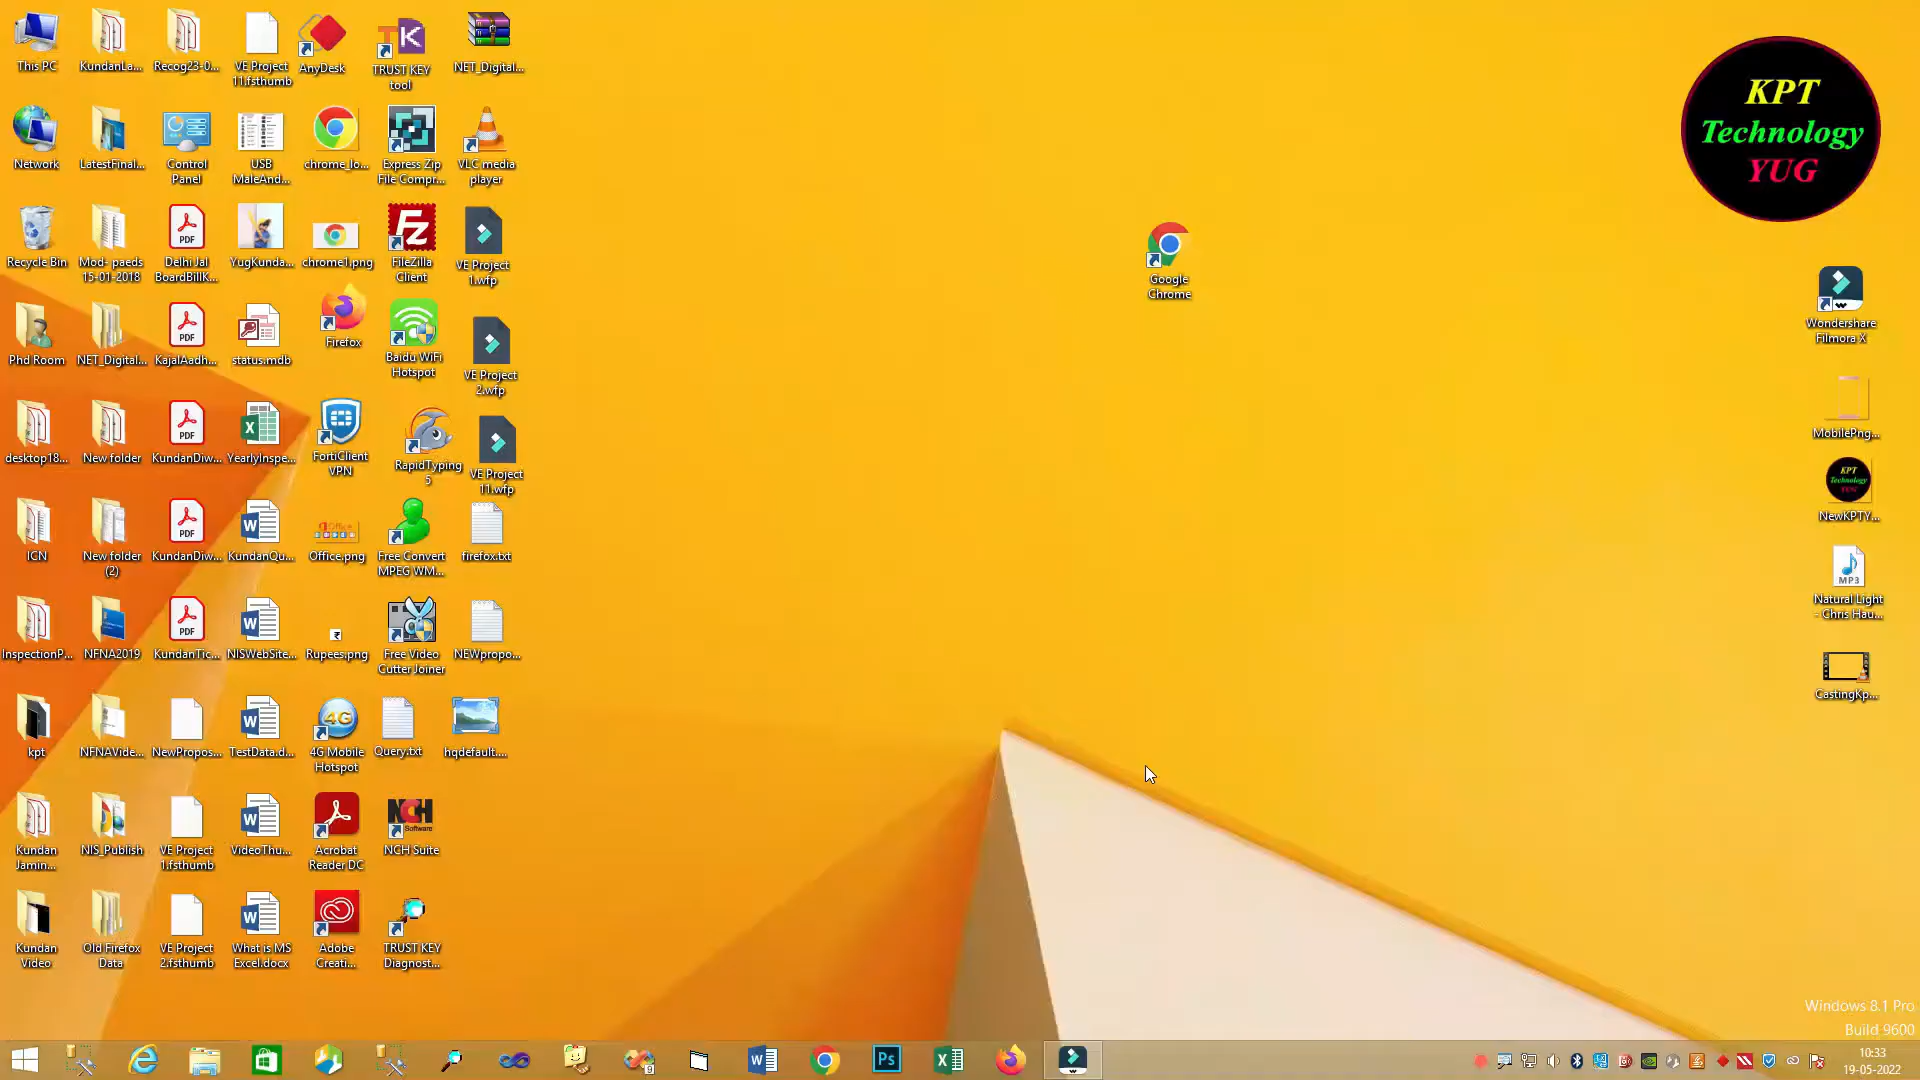 This PC
KundanLa...
Recog23-0...
VE Project
11.fsthumb
AnyDesk
TRUST KEY
tool
NET_Digital...
Network
LatestFinal...
Control
Panel
USB
MaleAnd...
chrome_lo...
Express Zip
File Compr...
VLC media
player
Recycle Bin
Mod- paeds
15-01-2018
Delhi Jal
BoardBillK...
YugKunda...
chrome1.png
FileZilla
Client
VE Project
1.wfp
Phd Room
NET_Digital...
KajalAadh...
status.mdb
Firefox
Baidu WiFi
Hotspot
VE Project
2.wfp
desktop18...
New folder
KundanDiw...
YearlyInspe...
FortiClient
VPN
RapidTyping
5
VE Project
11.wfp
ICN
New folder
(2)
KundanDiw...
KundanQu...
Office.png
Free Convert
MPEG WM...
firefox.txt
InspectionP...
NFNA2019
KundanTic...
NISWebSite...
Rupees.png
Free Video
Cutter Joiner
NEWpropo...
kpt
NFNAVide...
NewPropos...
TestData.d...
4G Mobile
Hotspot
Query.txt
hqdefault....
Kundan
Jamin...
NIS_Publish
VE Project
1.fsthumb
VideoThu...
Acrobat
Reader DC
NCH Suite
Kundan
Video
Old Firefox
Data
VE Project
2.fsthumb
What is MS
Excel.docx
Adobe
Creati...
TRUST KEY
Diagnost...
Google
Chrome
KPT
Technology
YUG
Wondershare
Filmora X
MobilePng...
KPT
Technology
YUG
NewKPTY...
MP3
Natural Light
- Chris Hau...
CastingKp...
Windows 8.1 Pro
Build 9600
10:33
19-05-2022